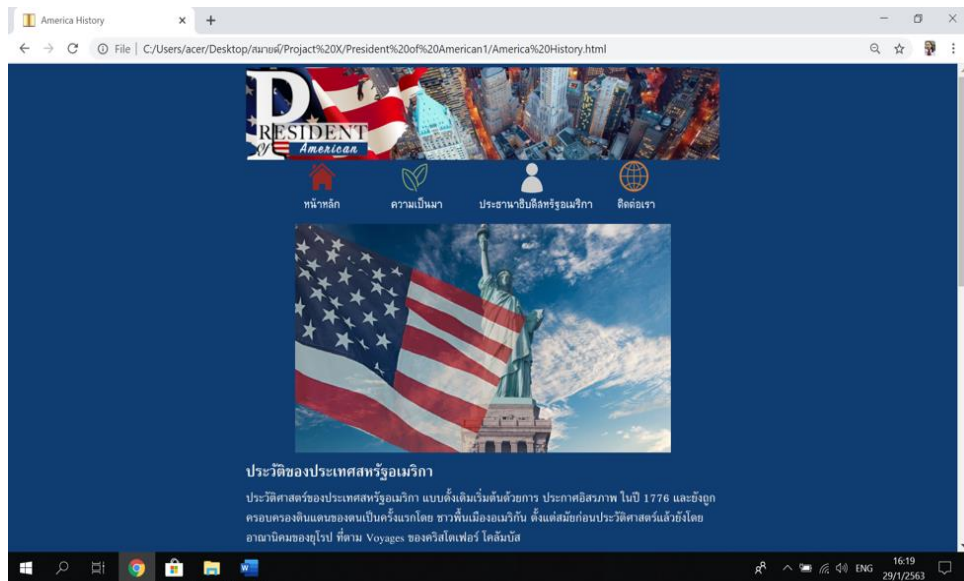 America History
File C:/Users/acer/Desktop/สมายด์/Projact%20X/President%20of%20American1/America%20History.html
PRESIDENT
Of American
หน้าหลัก ความเป็นมา ประธานาธิบดีสหรัฐอเมริกา ติดต่อเรา
ประวัติของประเทศสหรัฐอเมริกา
ประวัติศาสตร์ของประเทศสหรัฐอเมริกา แบบดั้งเดิมเริ่มต้นด้วยการ ประกาศอิสรภาพ ในปี 1776 และยังถูก
ครอบครองดินแดนของตนเป็นครั้งแรกโดย ชาวพื้นเมืองอเมริกัน ตั้งแต่สมัยก่อนประวัติศาสตร์แล้วยังโดย
อาณานิคมของยุโรป ที่ตาม Voyages ของคริสโตเฟอร์ โคลัมบัส
ENG 16:19
29/1/2563